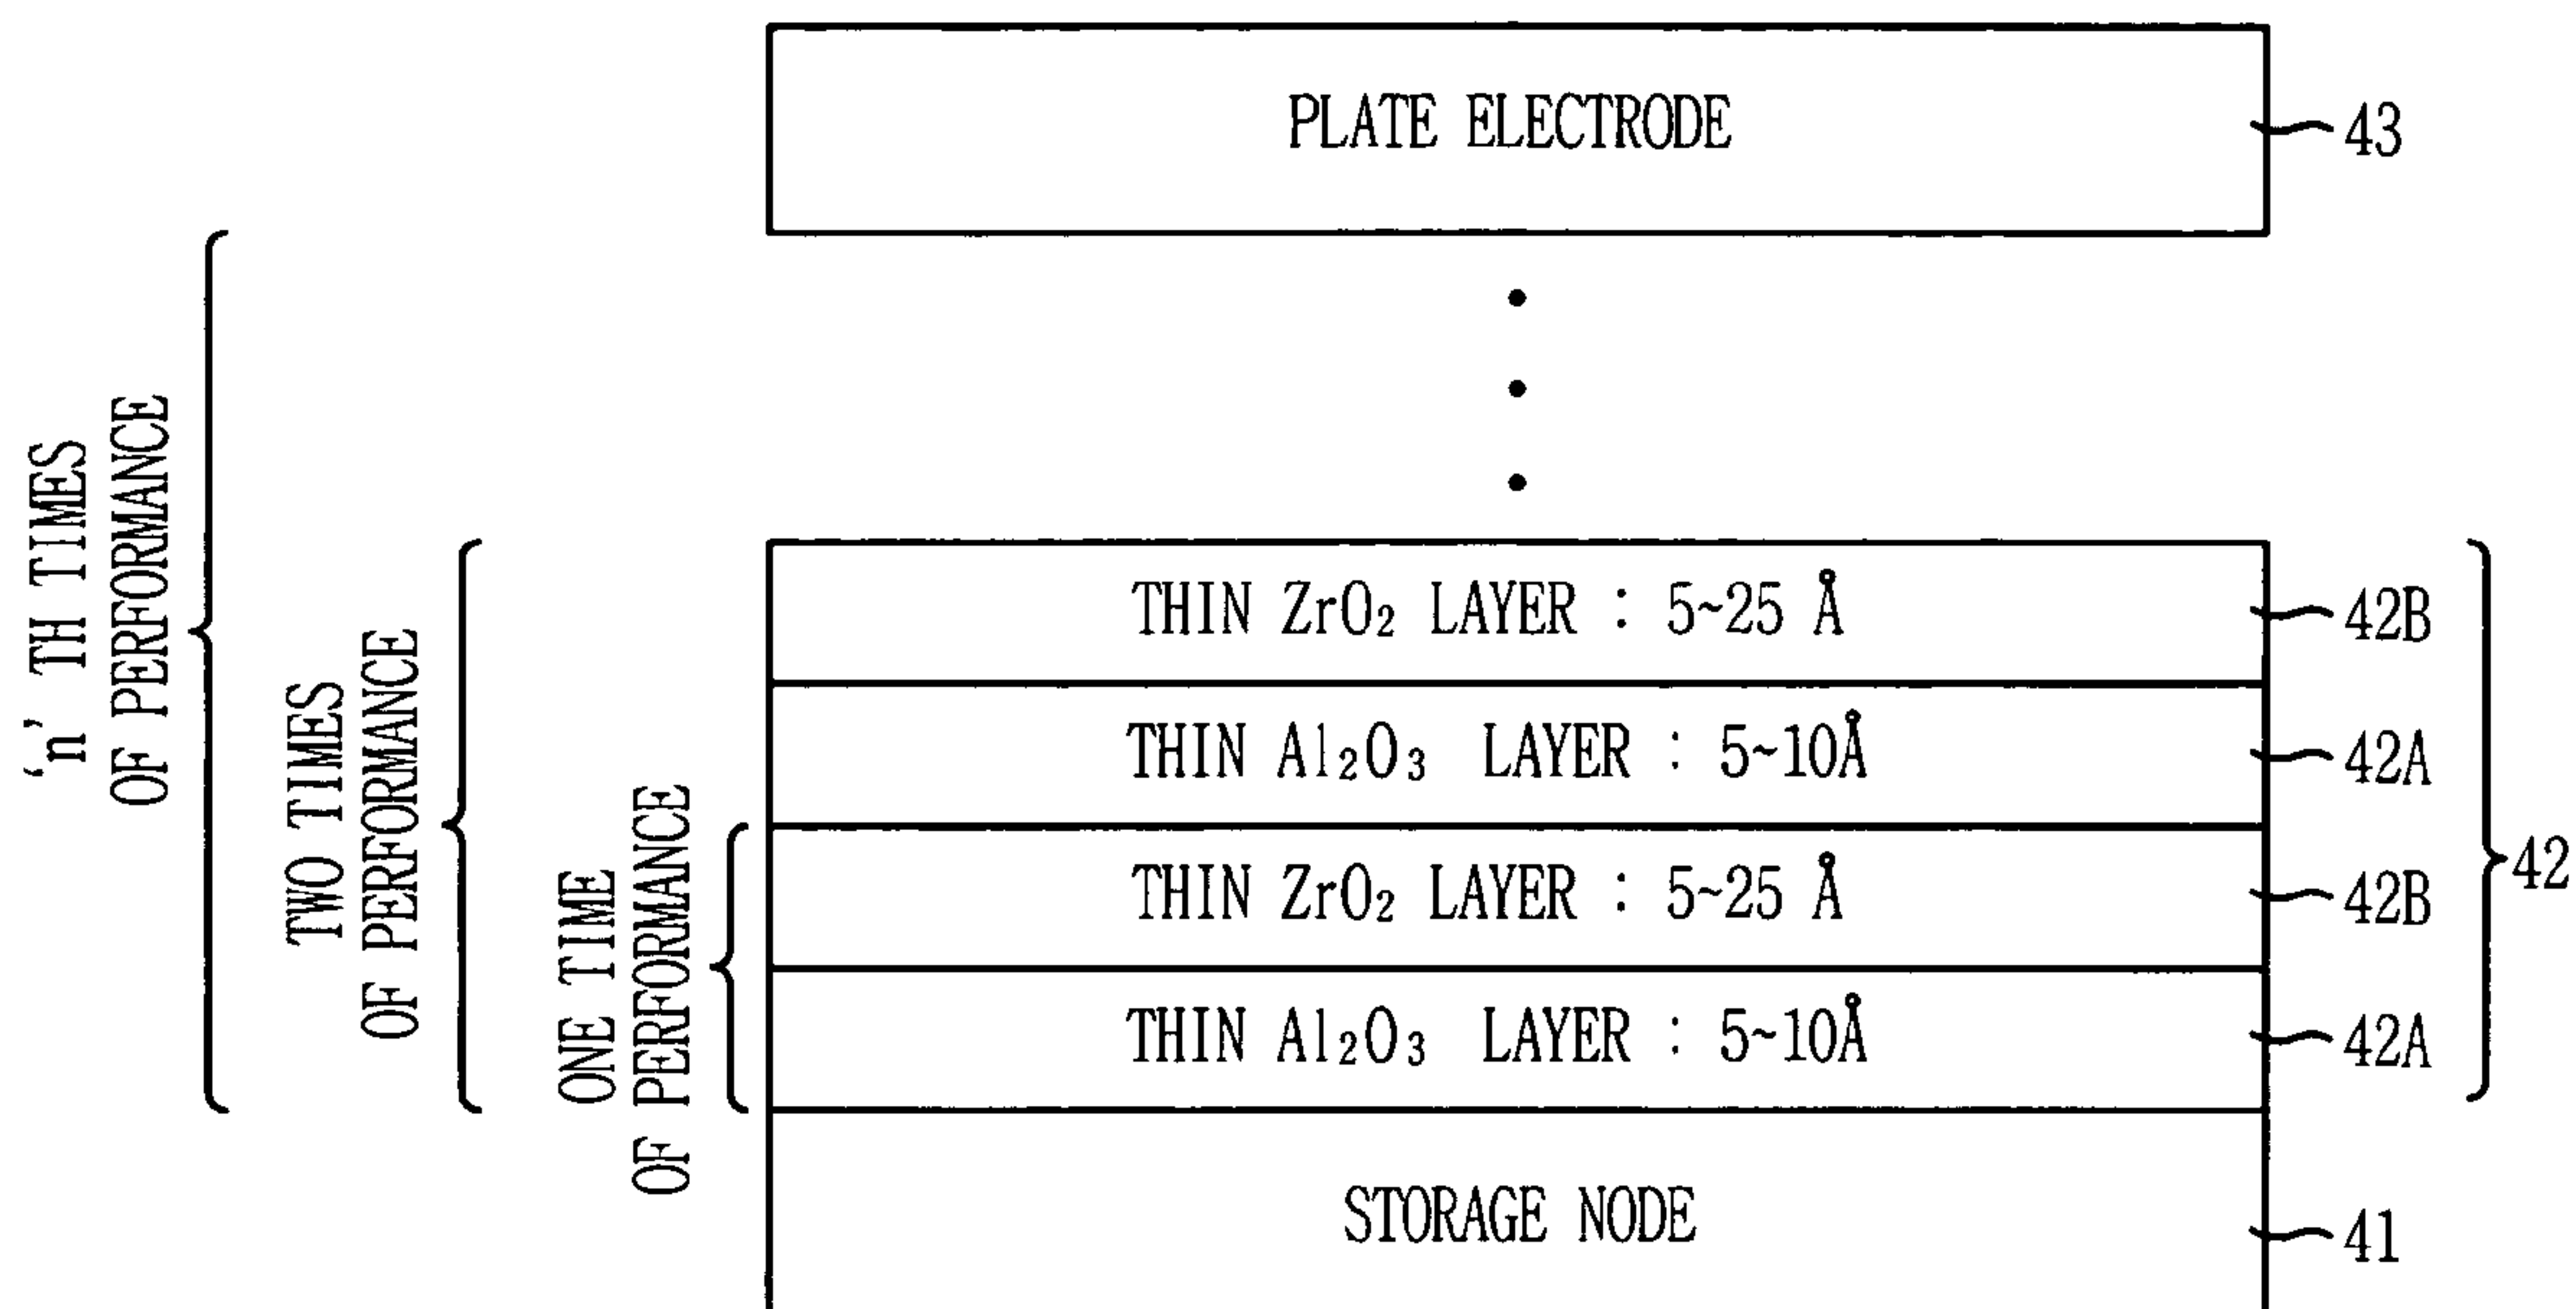 PLATE ELECTRODE
43
'n' TH TIMES
OF PERFORMANCE
TWO TIMES
OF PERFORMANCE
ONE TIME
OF PERFORMANCE
THIN ZrO₂ LAYER : 5~25 Å
42B
THIN Al₂O₃ LAYER : 5~10Å
42A
THIN ZrO₂ LAYER : 5~25 Å
42B
THIN Al₂O₃ LAYER : 5~10Å
42A
42
STORAGE NODE
41